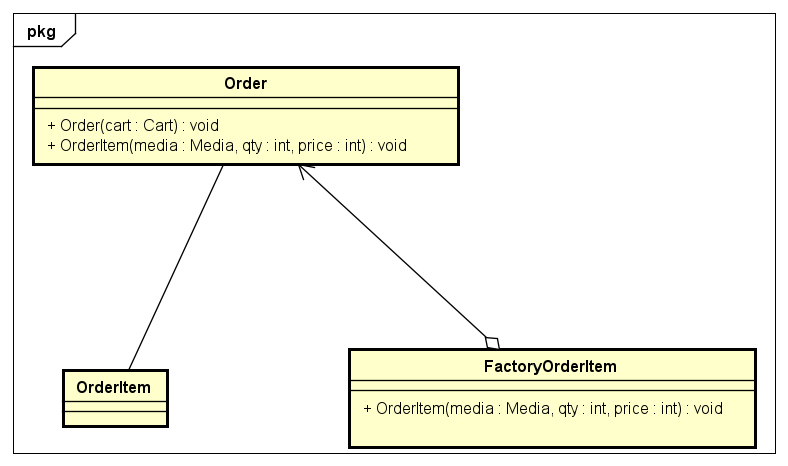 pkg
Order
+ Order(cart : Cart) : void
+ OrderItem(media : Media, qty : int, price : int) : void
OrderItem
FactoryOrderItem
+ OrderItem(media : Media, qty : int, price : int) : void